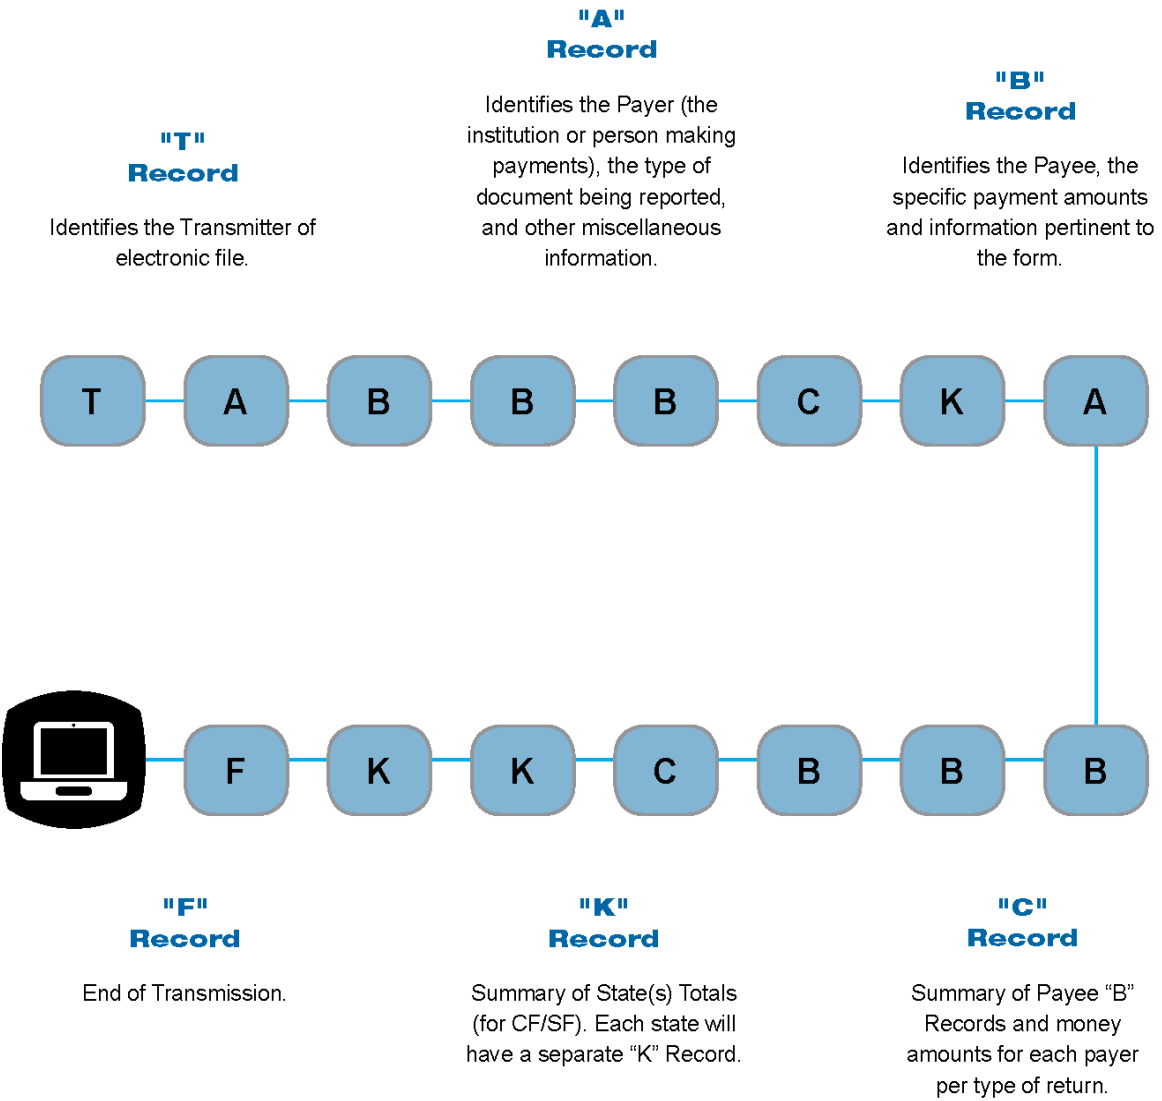 "T"
Record
Identifies the Transmitter of
electronic file.
"A"
Record
Identifies the Payer (the
institution or person making
payments), the type of
document being reported,
and other miscellaneous
information.
"B"
Record
Identifies the Payee, the
specific payment amounts
and information pertinent to
the form.
T A B B B C K A
F K K C B B B
"F"
Record
End of Transmission.
"K"
Record
Summary of State(s) Totals
(for CF/SF). Each state will
have a separate “K” Record.
"C"
Record
Summary of Payee “B”
Records and money
amounts for each payer
per type of return.